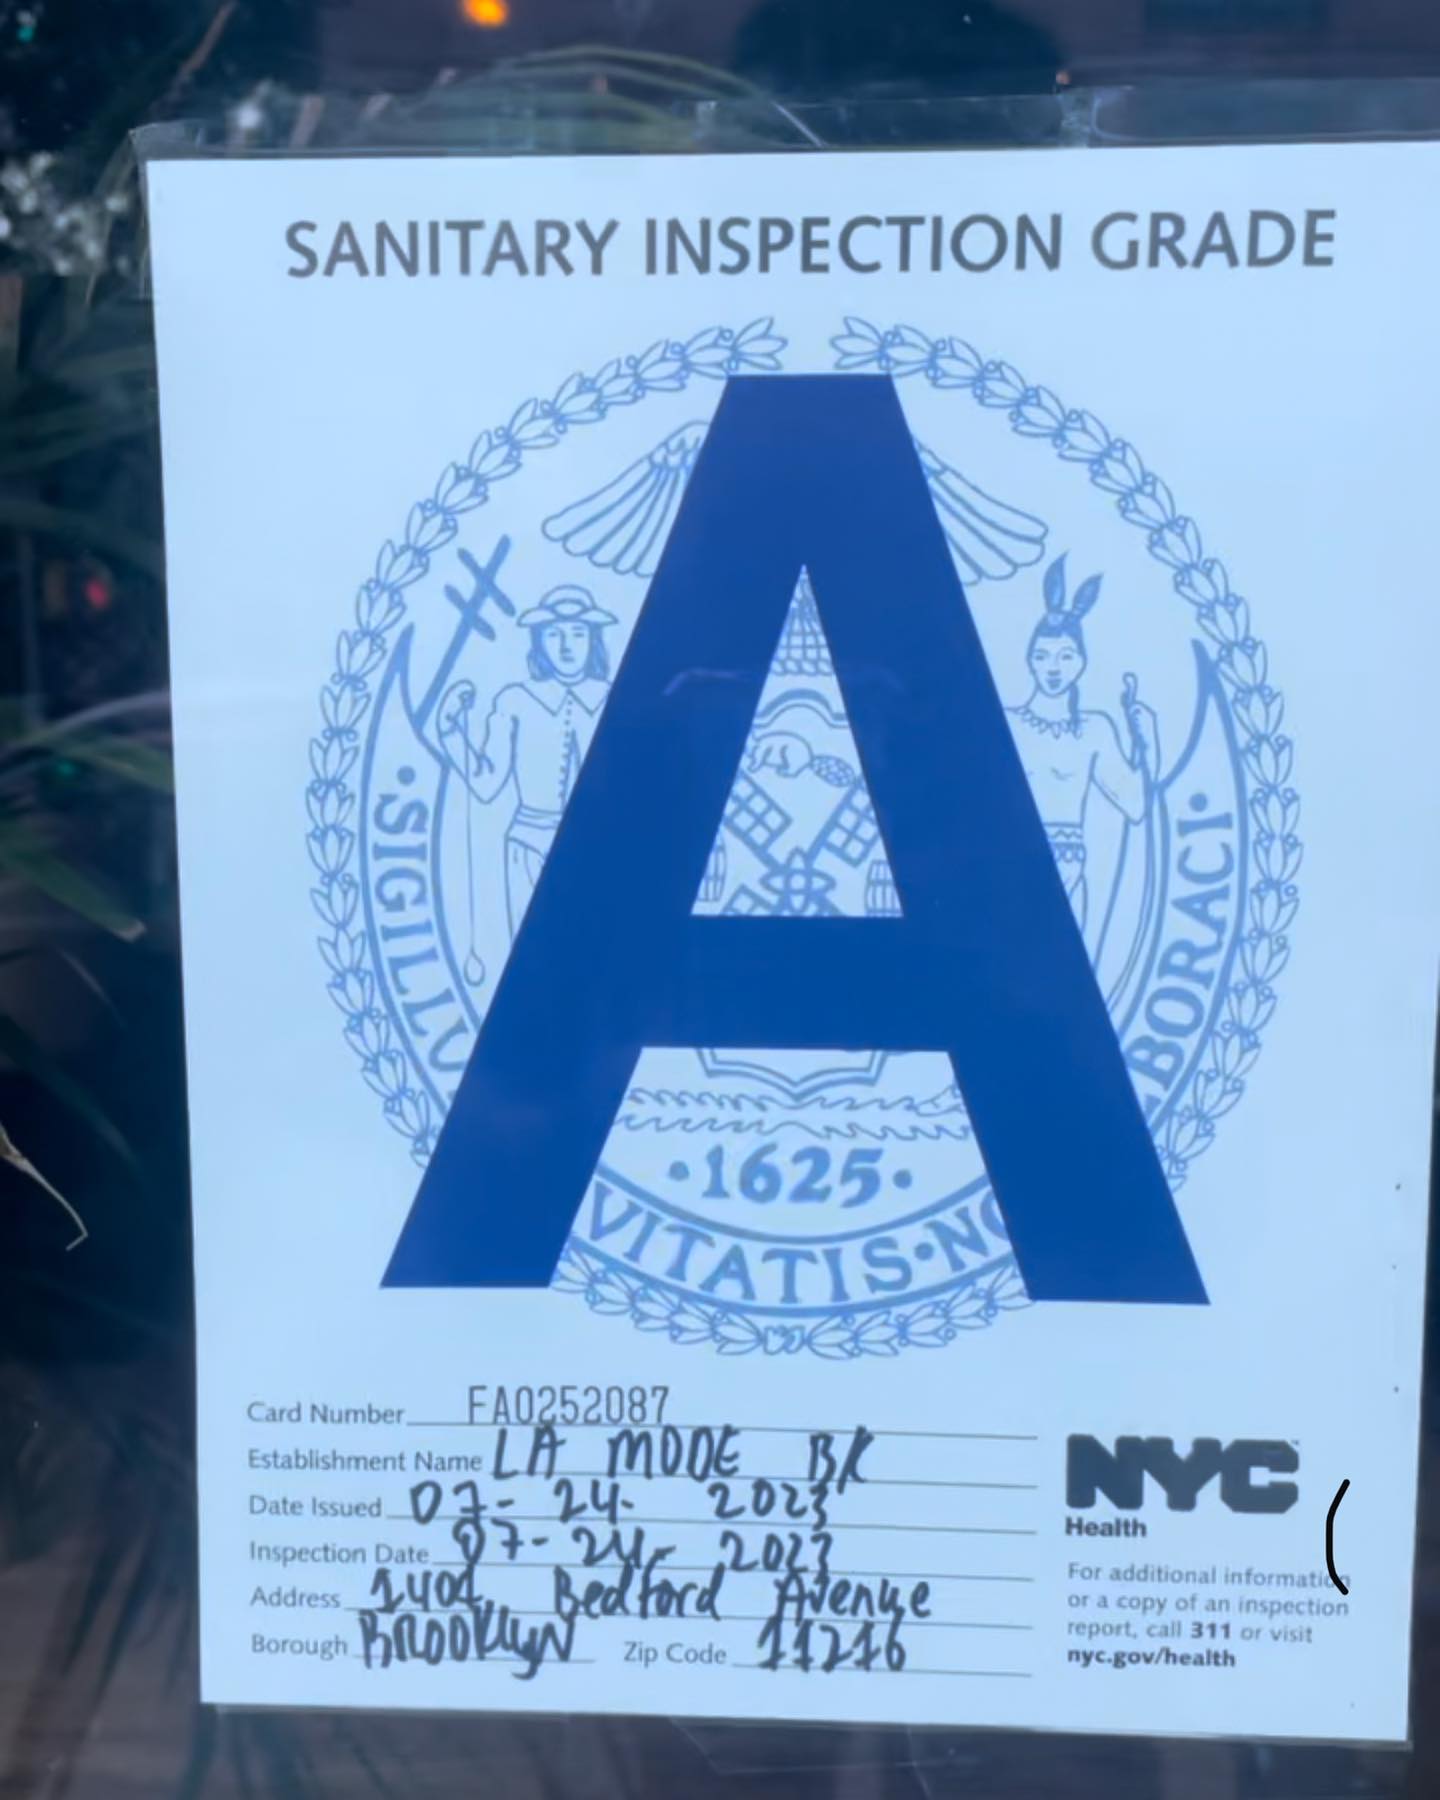 SANITARY INSPECTION GRADE
A
·SIGILLU
BORACI·
·1625·
VITATIS·NO
Card Number FA0252087
Establishment Name LA MODE BK
Date Issued 07-24-2023
Inspection Date 07-24-2023
Address 1404 Bedford Avenue
Borough BROOKlyN Zip Code 11216
NYC
Health
For additional information
or a copy of an inspection
report, call 311 or visit
nyc.gov/health